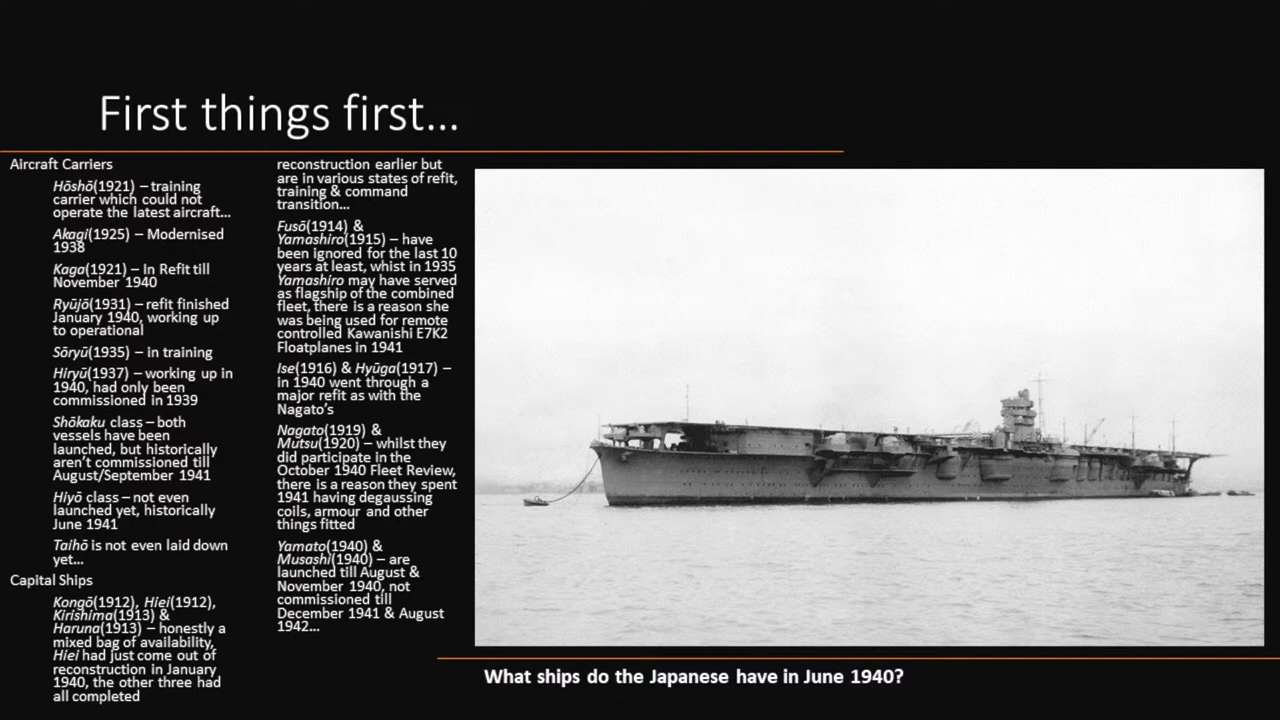 First things first...
Aircraft Carriers
Hōshō(1921) – training
carrier which could not
operate the latest aircraft...
Akagi(1925) – Modernised
1938
Kaga(1921) – In Refit till
November 1940
Ryūjō(1931) – refit finished
January 1940, working up
to operational
Sōryū(1935) – in training
Hiryū(1937) – working up in
1940, had only been
commissioned in 1939
Shōkaku class – both
vessels have been
launched, but historically
aren't commissioned till
August/September 1941
Hiyō class – not even
launched yet, historically
June 1941
Taihō is not even laid down
yet...
Capital Ships
Kongō(1912), Hiei(1912),
Kirishima(1913) &
Haruna(1913) – honestly a
mixed bag of availability,
Hiei had just come out of
reconstruction in January
1940, the other three had
all completed
reconstruction earlier but
are in various states of refit,
training & command
transition...
Fusō(1914) &
Yamashiro(1915) – have
been ignored for the last 10
years at least, whist in 1935
Yamashiro may have served
as flagship of the combined
fleet, there is a reason she
was being used for remote
controlled Kawanishi E7K2
Floatplanes in 1941
Ise(1916) & Hyūga(1917) –
in 1940 went through a
major refit as with the
Nagato's
Nagato(1919) &
Mutsu(1920) – whilst they
did participate in the
October 1940 Fleet Review,
there is a reason they spent
1941 having degaussing
coils, armour and other
things fitted
Yamato(1940) &
Musashi(1940) – are
launched till August &
November 1940, not
commissioned till
December 1941 & August
1942...
What ships do the Japanese have in June 1940?